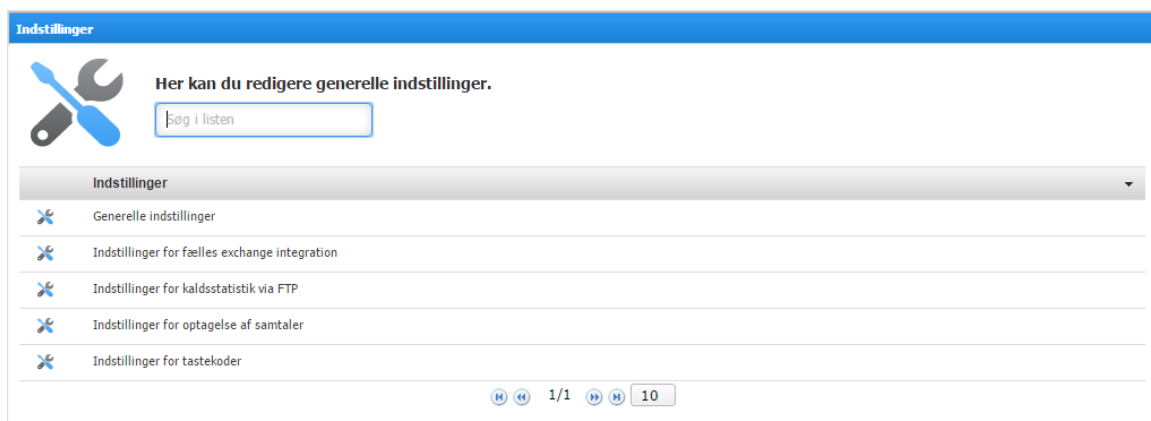 Indstillinger
Her kan du redigere generelle indstillinger.
Søg i listen
Indstillinger
Generelle indstillinger
Indstillinger for fælles exchange integration
Indstillinger for kaldsstatistik via FTP
Indstillinger for optagelse af samtaler
Indstillinger for tastekoder
1/1 10